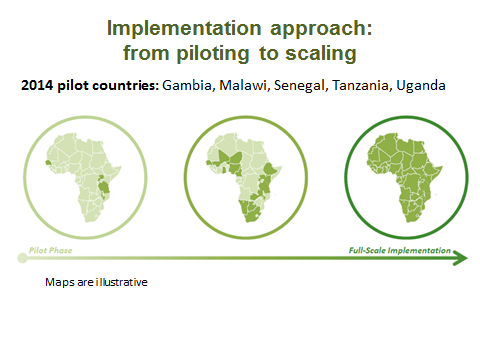 Implementation approach:
from piloting to scaling
2014 pilot countries: Gambia, Malawi, Senegal, Tanzania, Uganda
Pilot Phase
Full-Scale Implementation
Maps are illustrative